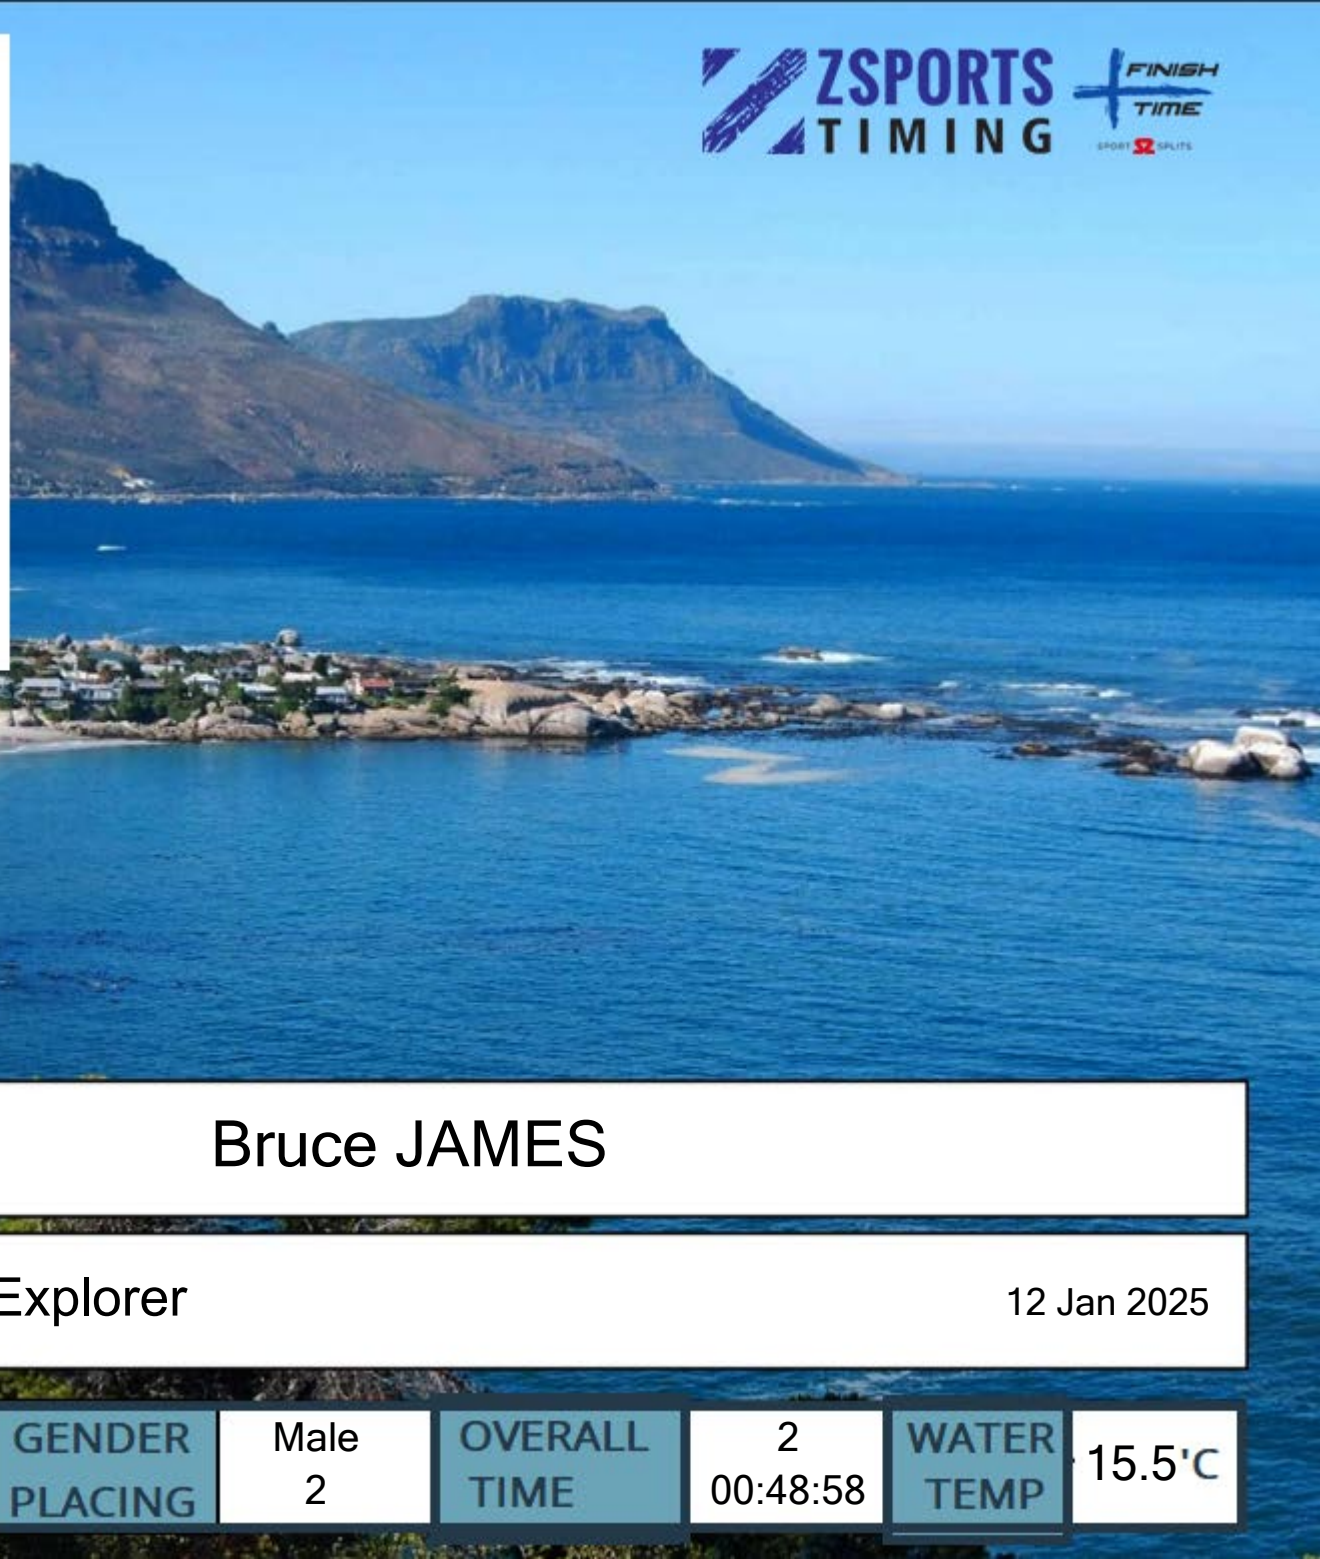 ZSPORTS
TIMING
FINISH
TIME
SPORT SPLITS
Bruce JAMES
Explorer
12 Jan 2025
GENDER
PLACING
Male
2
OVERALL
TIME
2
00:48:58
WATER
TEMP
15.5'C